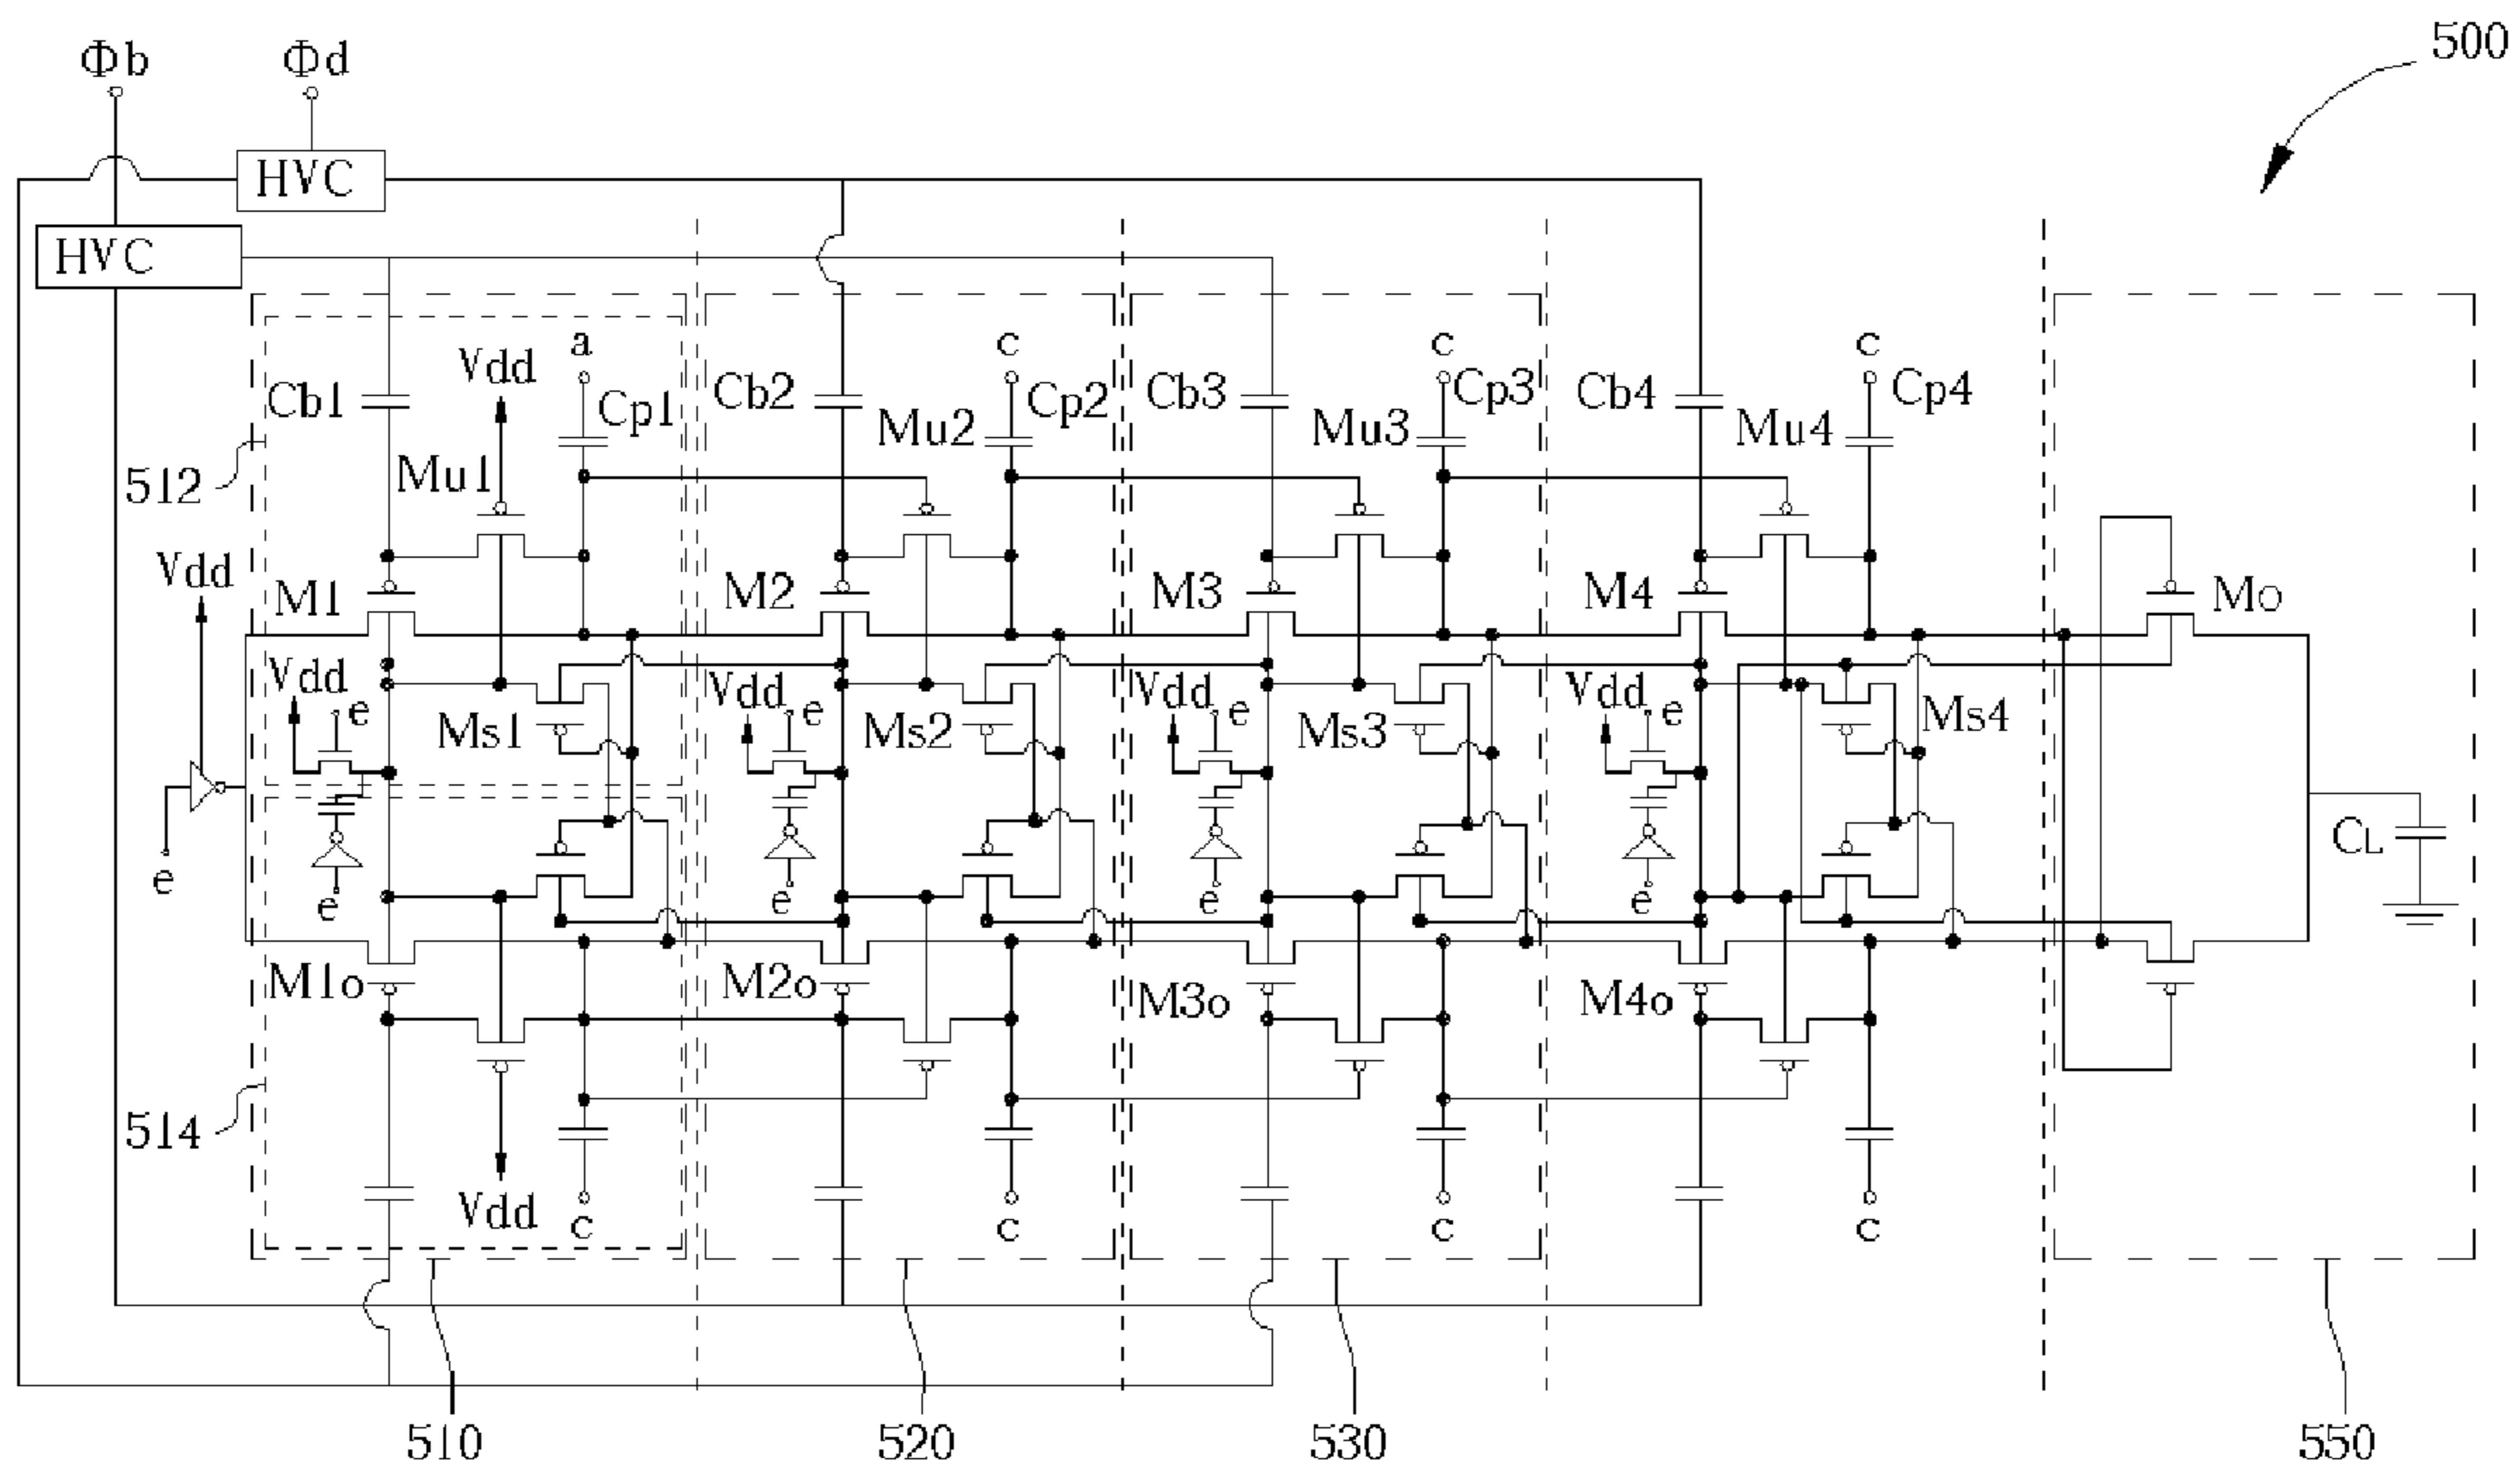 500
Φb
Φd
HVC
HVC
a
c
c
c
Vdd
Cb1
Cp1
Cb2
Cp2
Cb3
Cp3
Cb4
Cp4
Mu1
Mu2
Mu3
Mu4
512
Vdd
M1
M2
M3
M4
Mo
Vdd
e
Vdd
e
Vdd
e
Vdd
e
Ms1
Ms2
Ms3
Ms4
CL
e
e
e
e
e
M1o
M2o
M3o
M4o
514
Vdd
c
c
c
c
510
520
530
550